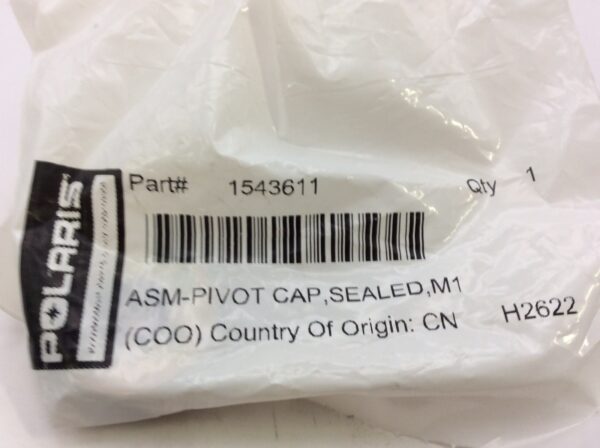 POLARIS
Part# 1543611 Qty 1
ASM-PIVOT CAP,SEALED,M1
(COO) Country Of Origin: CN H2622